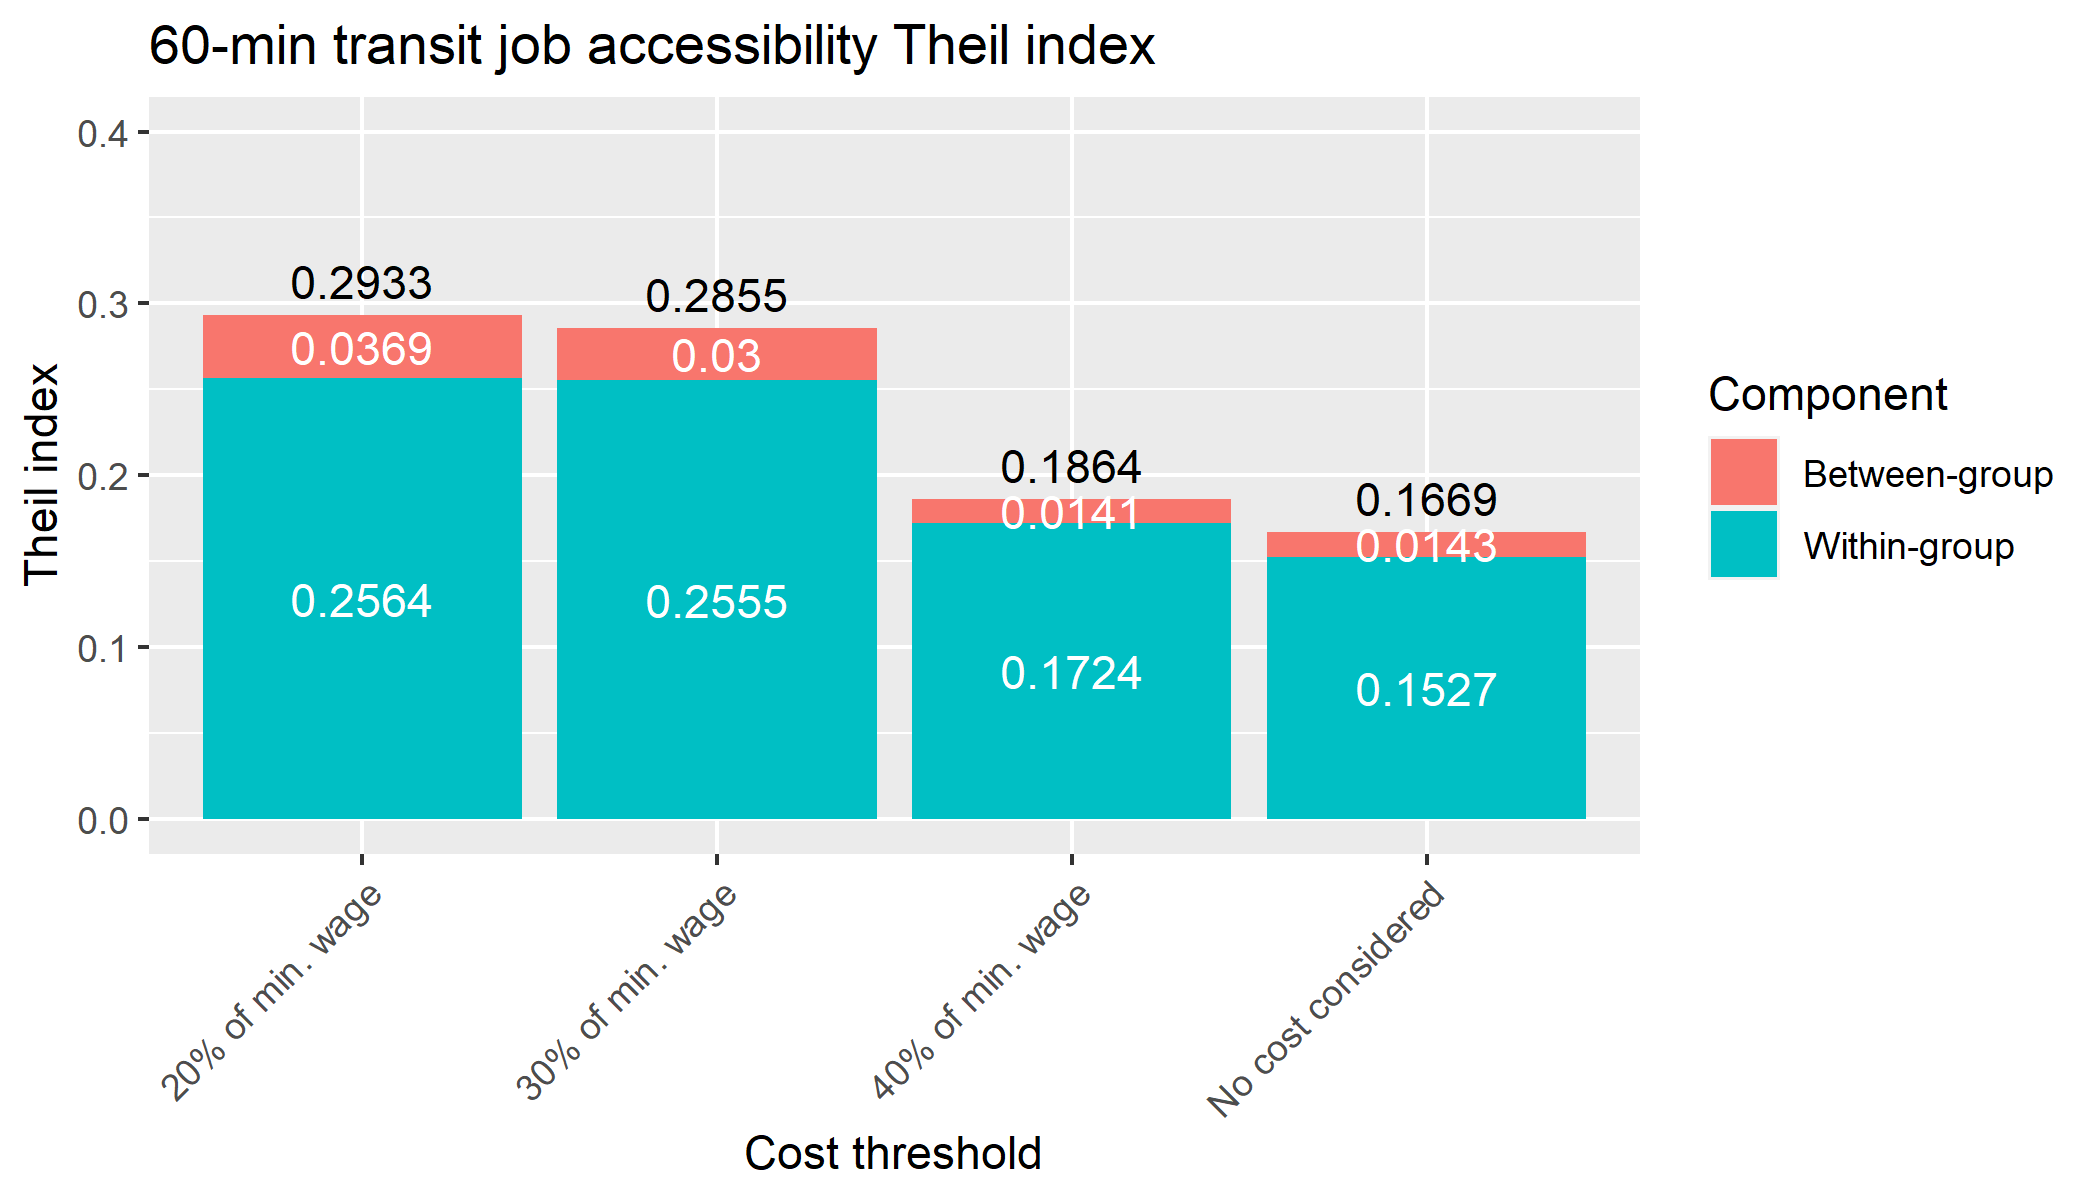 60-min transit job accessibility Theil index
Theil index
0.4
0.3
0.2
0.1
0.0
0.2933
0.0369
0.2564
0.2855
0.03
0.2555
0.1864
0.0141
0.1724
0.1669
0.0143
0.1527
20% of min. wage
30% of min. wage
40% of min. wage
No cost considered
Cost threshold
Component
Between-group
Within-group